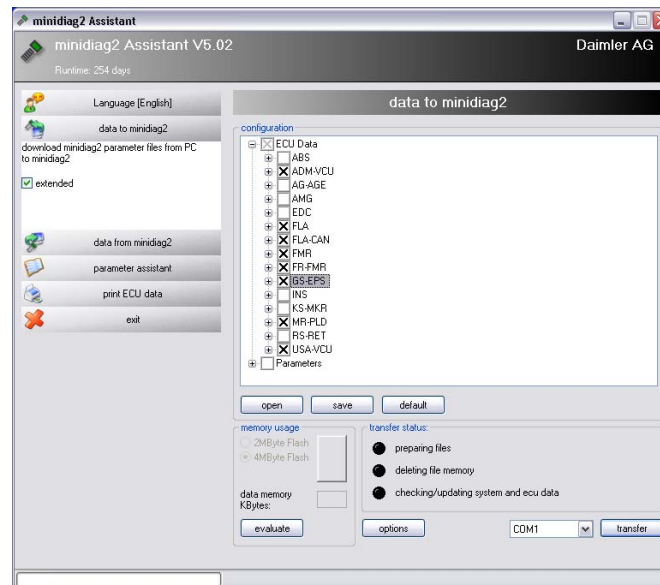 minidiag2 Assistant
minidiag2 Assistant V5.02
Daimler AG
Runtime: 254 days
Language [English]
data to minidiag2
download minidiag2 parameter files from PC
to minidiag2
extended
data from minidiag2
parameter assistant
print ECU data
exit
data to minidiag2
configuration
ECU Data
ABS
ADM-VCU
AG-AGE
AMG
EDC
FLA
FLA-CAN
FMR
FR-FMR
GS-EPS
INS
KS-MKR
MR-PLD
RS-RET
USA-VCU
Parameters
open
save
default
memory usage
2MByte Flash
4MByte Flash
data memory
KBytes:
evaluate
transfer status:
preparing files
deleting file memory
checking/updating system and ecu data
options
COM1
transfer